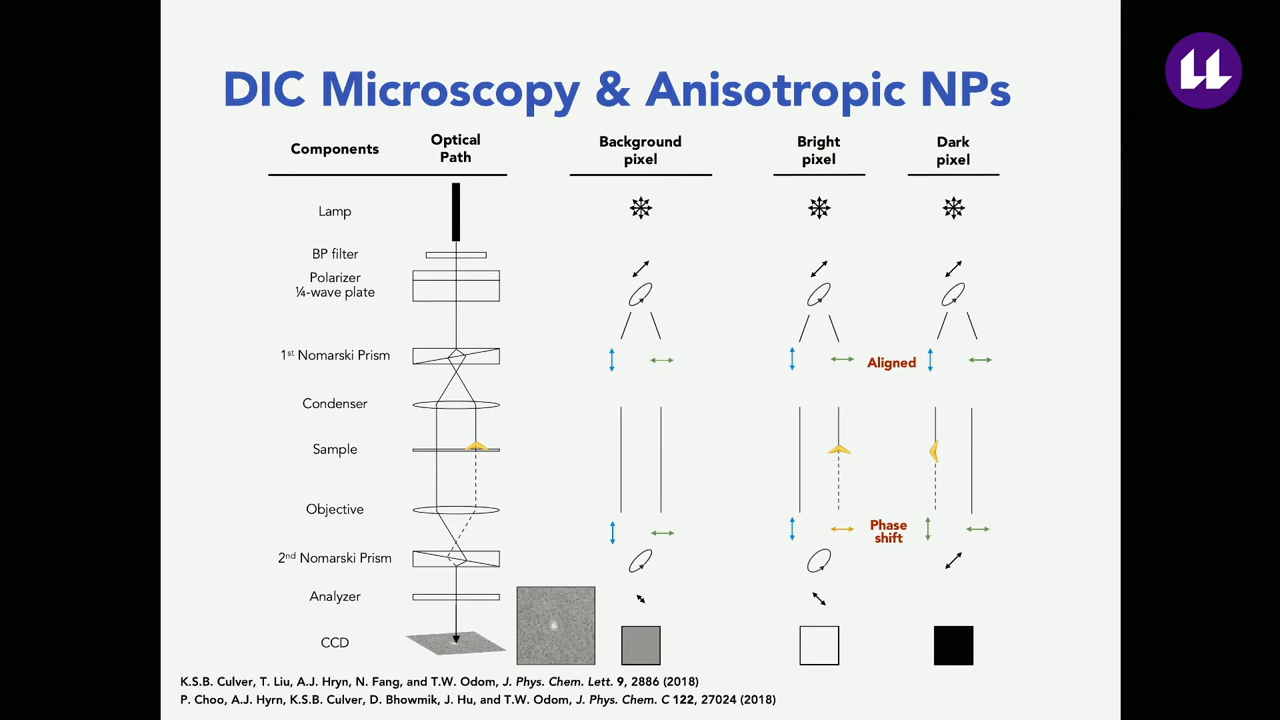 DIC Microscopy & Anisotropic NPs
Components
Optical
Path
Background
pixel
Bright
pixel
Dark
pixel
Lamp
BP filter
Polarizer
¼-wave plate
1st Nomarski Prism
Aligned
Condenser
Sample
Objective
Phase
shift
2nd Nomarski Prism
Analyzer
CCD
K.S.B. Culver, T. Liu, A.J. Hryn, N. Fang, and T.W. Odom, J. Phys. Chem. Lett. 9, 2886 (2018)
P. Choo, A.J. Hyrn, K.S.B. Culver, D. Bhowmik, J. Hu, and T.W. Odom, J. Phys. Chem. C 122, 27024 (2018)